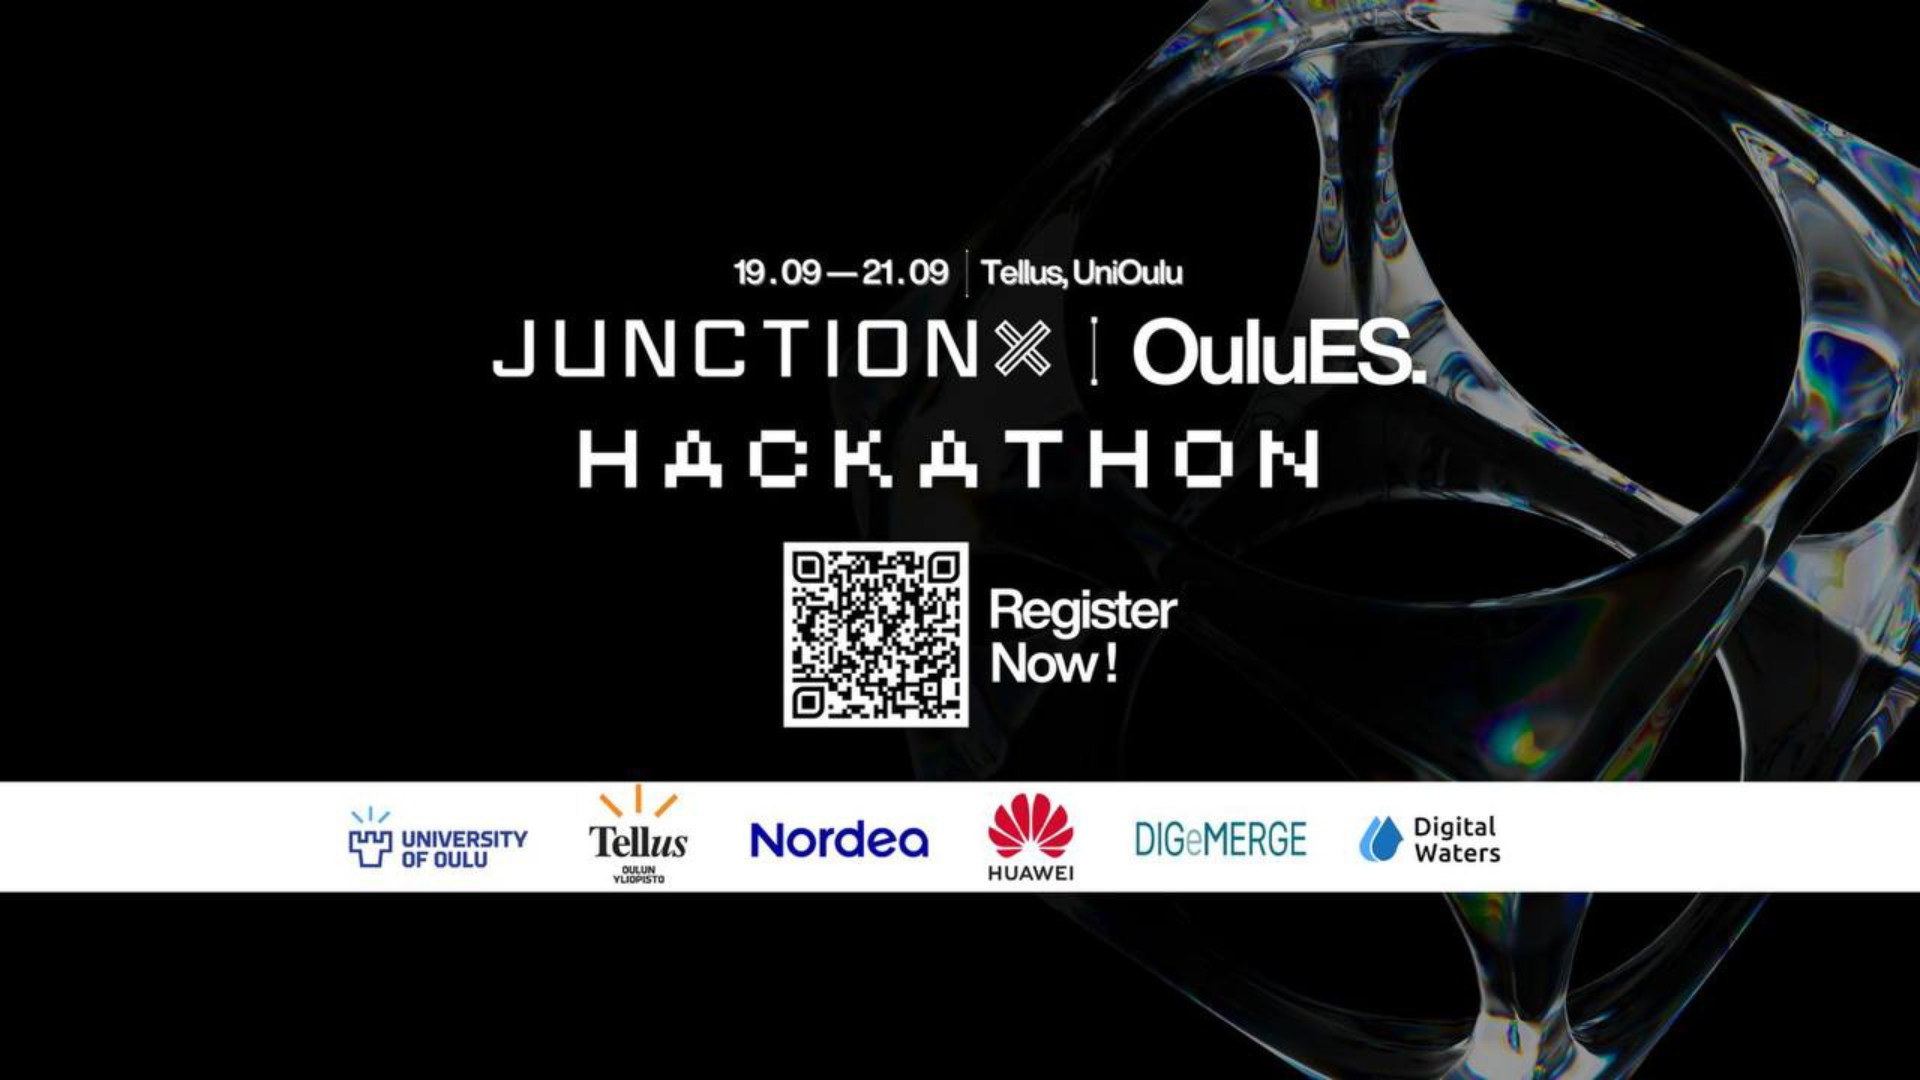 19.09—21.09 | Tellus, UniOulu
JUNCTIONX | OuluES.
HACKATHON
Register
Now!
UNIVERSITY
OF OULU
Tellus
OULUN
YLIOPISTO
Nordea
HUAWEI
DIGeMERGE
Digital
Waters